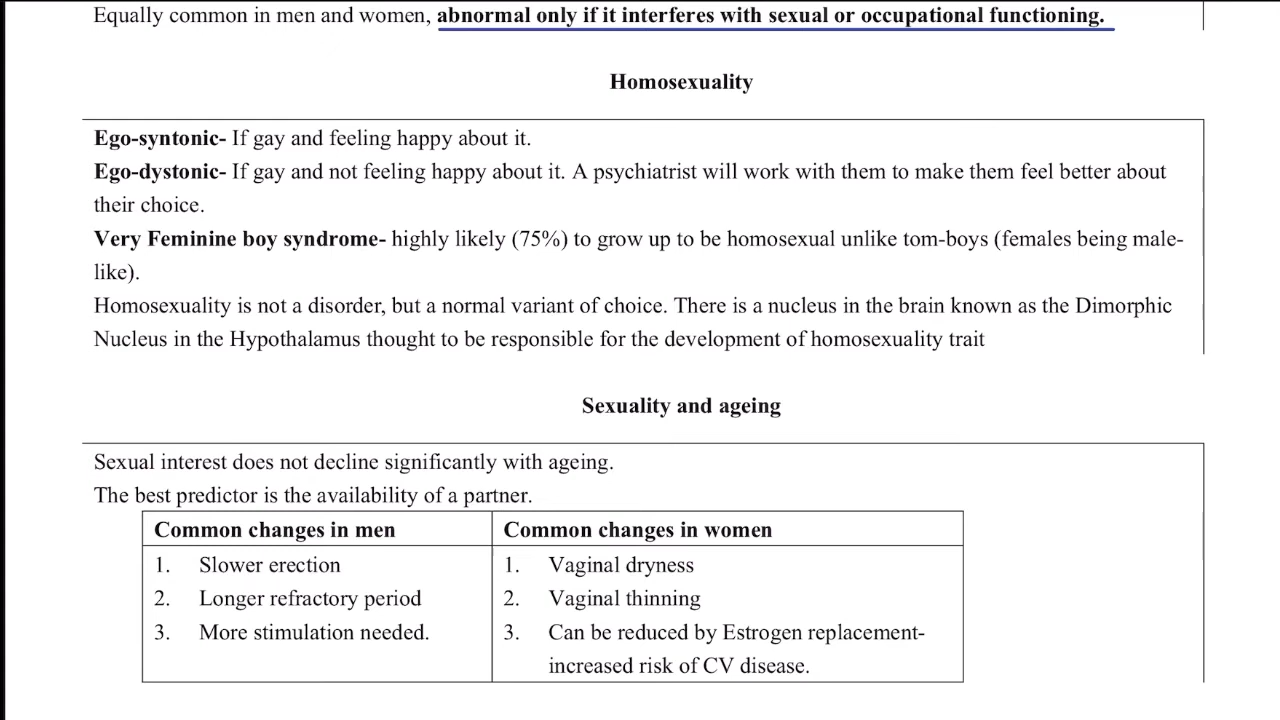 Equally common in men and women, abnormal only if it interferes with sexual or occupational functioning.
Homosexuality
Ego-syntonic- If gay and feeling happy about it.
Ego-dystonic- If gay and not feeling happy about it. A psychiatrist will work with them to make them feel better about
their choice.
Very Feminine boy syndrome- highly likely (75%) to grow up to be homosexual unlike tom-boys (females being male-
like).
Homosexuality is not a disorder, but a normal variant of choice. There is a nucleus in the brain known as the Dimorphic
Nucleus in the Hypothalamus thought to be responsible for the development of homosexuality trait
Sexuality and ageing
Sexual interest does not decline significantly with ageing.
The best predictor is the availability of a partner.
Common changes in men
1. Slower erection
2. Longer refractory period
3. More stimulation needed.
Common changes in women
1. Vaginal dryness
2. Vaginal thinning
3. Can be reduced by Estrogen replacement-
increased risk of CV disease.